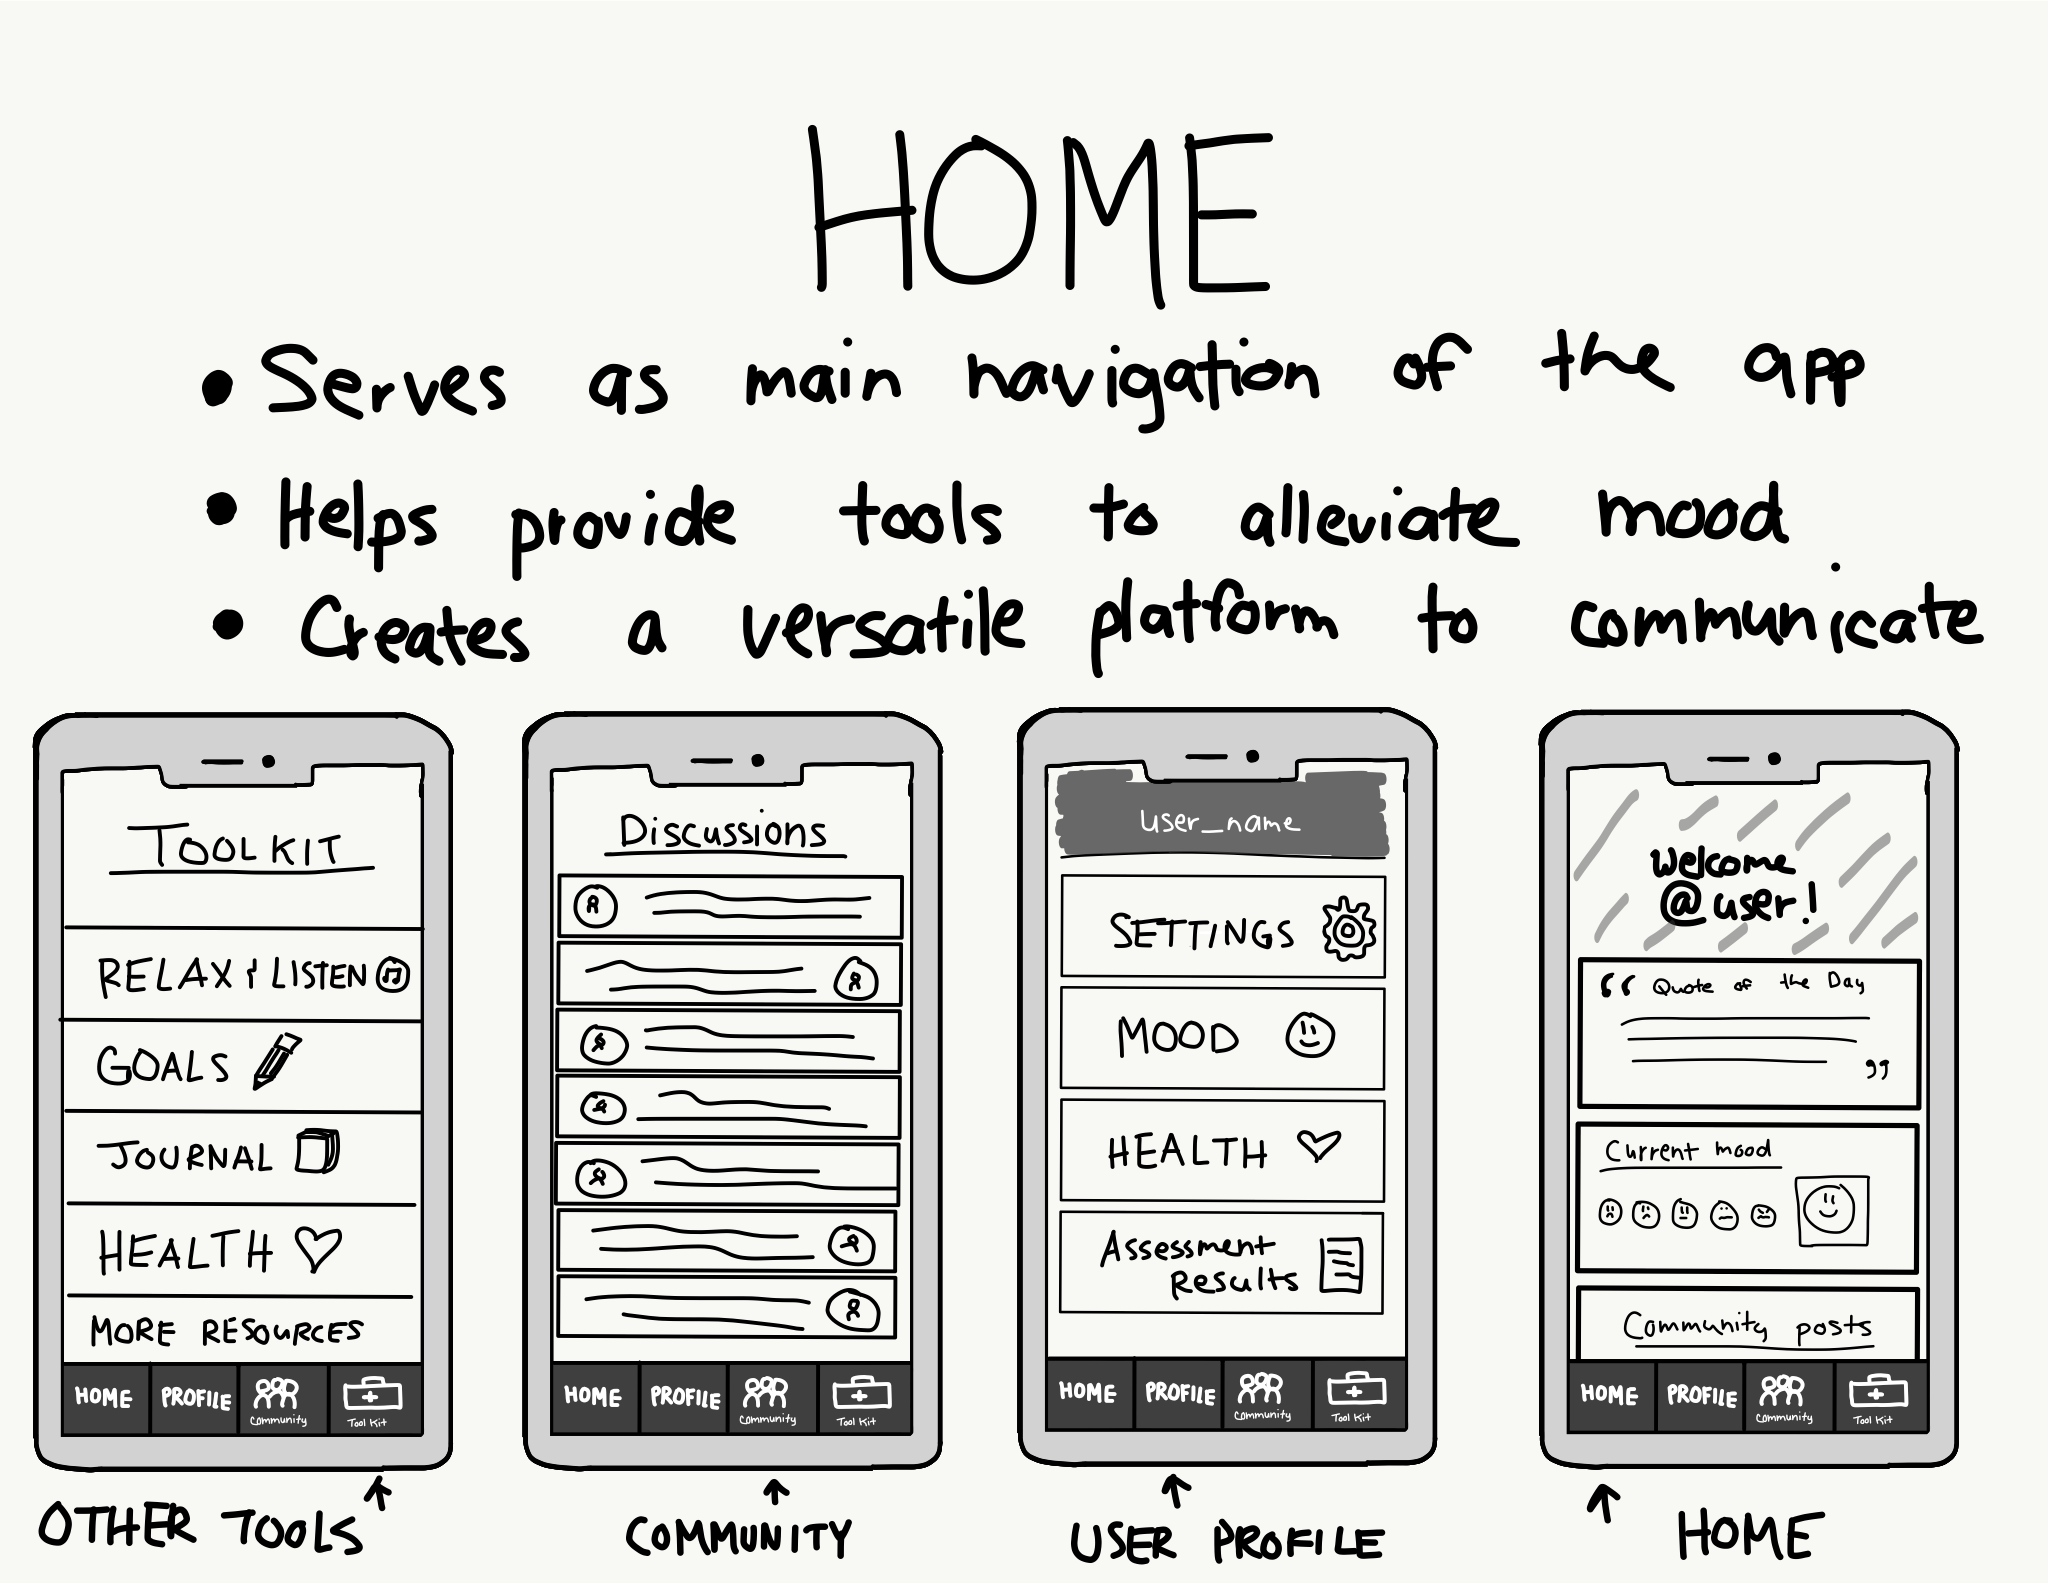 HOME
• Serves as main navigation of the app
• Helps provide tools to alleviate mood
• Creates a versatile platform to communicate
TOOLKIT
RELAX & LISTEN
GOALS
JOURNAL
HEALTH
MORE RESOURCES
HOME PROFILE Community Tool Kit
OTHER TOOLS
Discussions
HOME PROFILE Community Tool Kit
COMMUNITY
user_name
SETTINGS
MOOD
HEALTH
Assessment
Results
HOME PROFILE Community Tool Kit
USER PROFILE
Welcome
@user!
“ Quote of the Day
”
Current mood
Community posts
HOME PROFILE Community Tool Kit
HOME